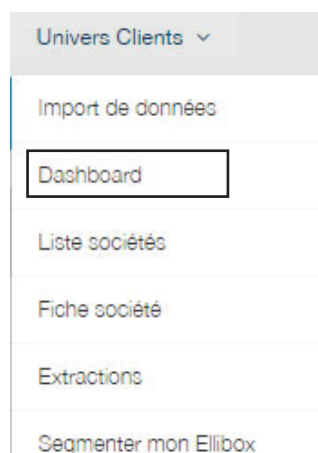 Univers Clients
Import de données
Dashboard
Liste sociétés
Fiche société
Extractions
Segmenter mon Ellibox